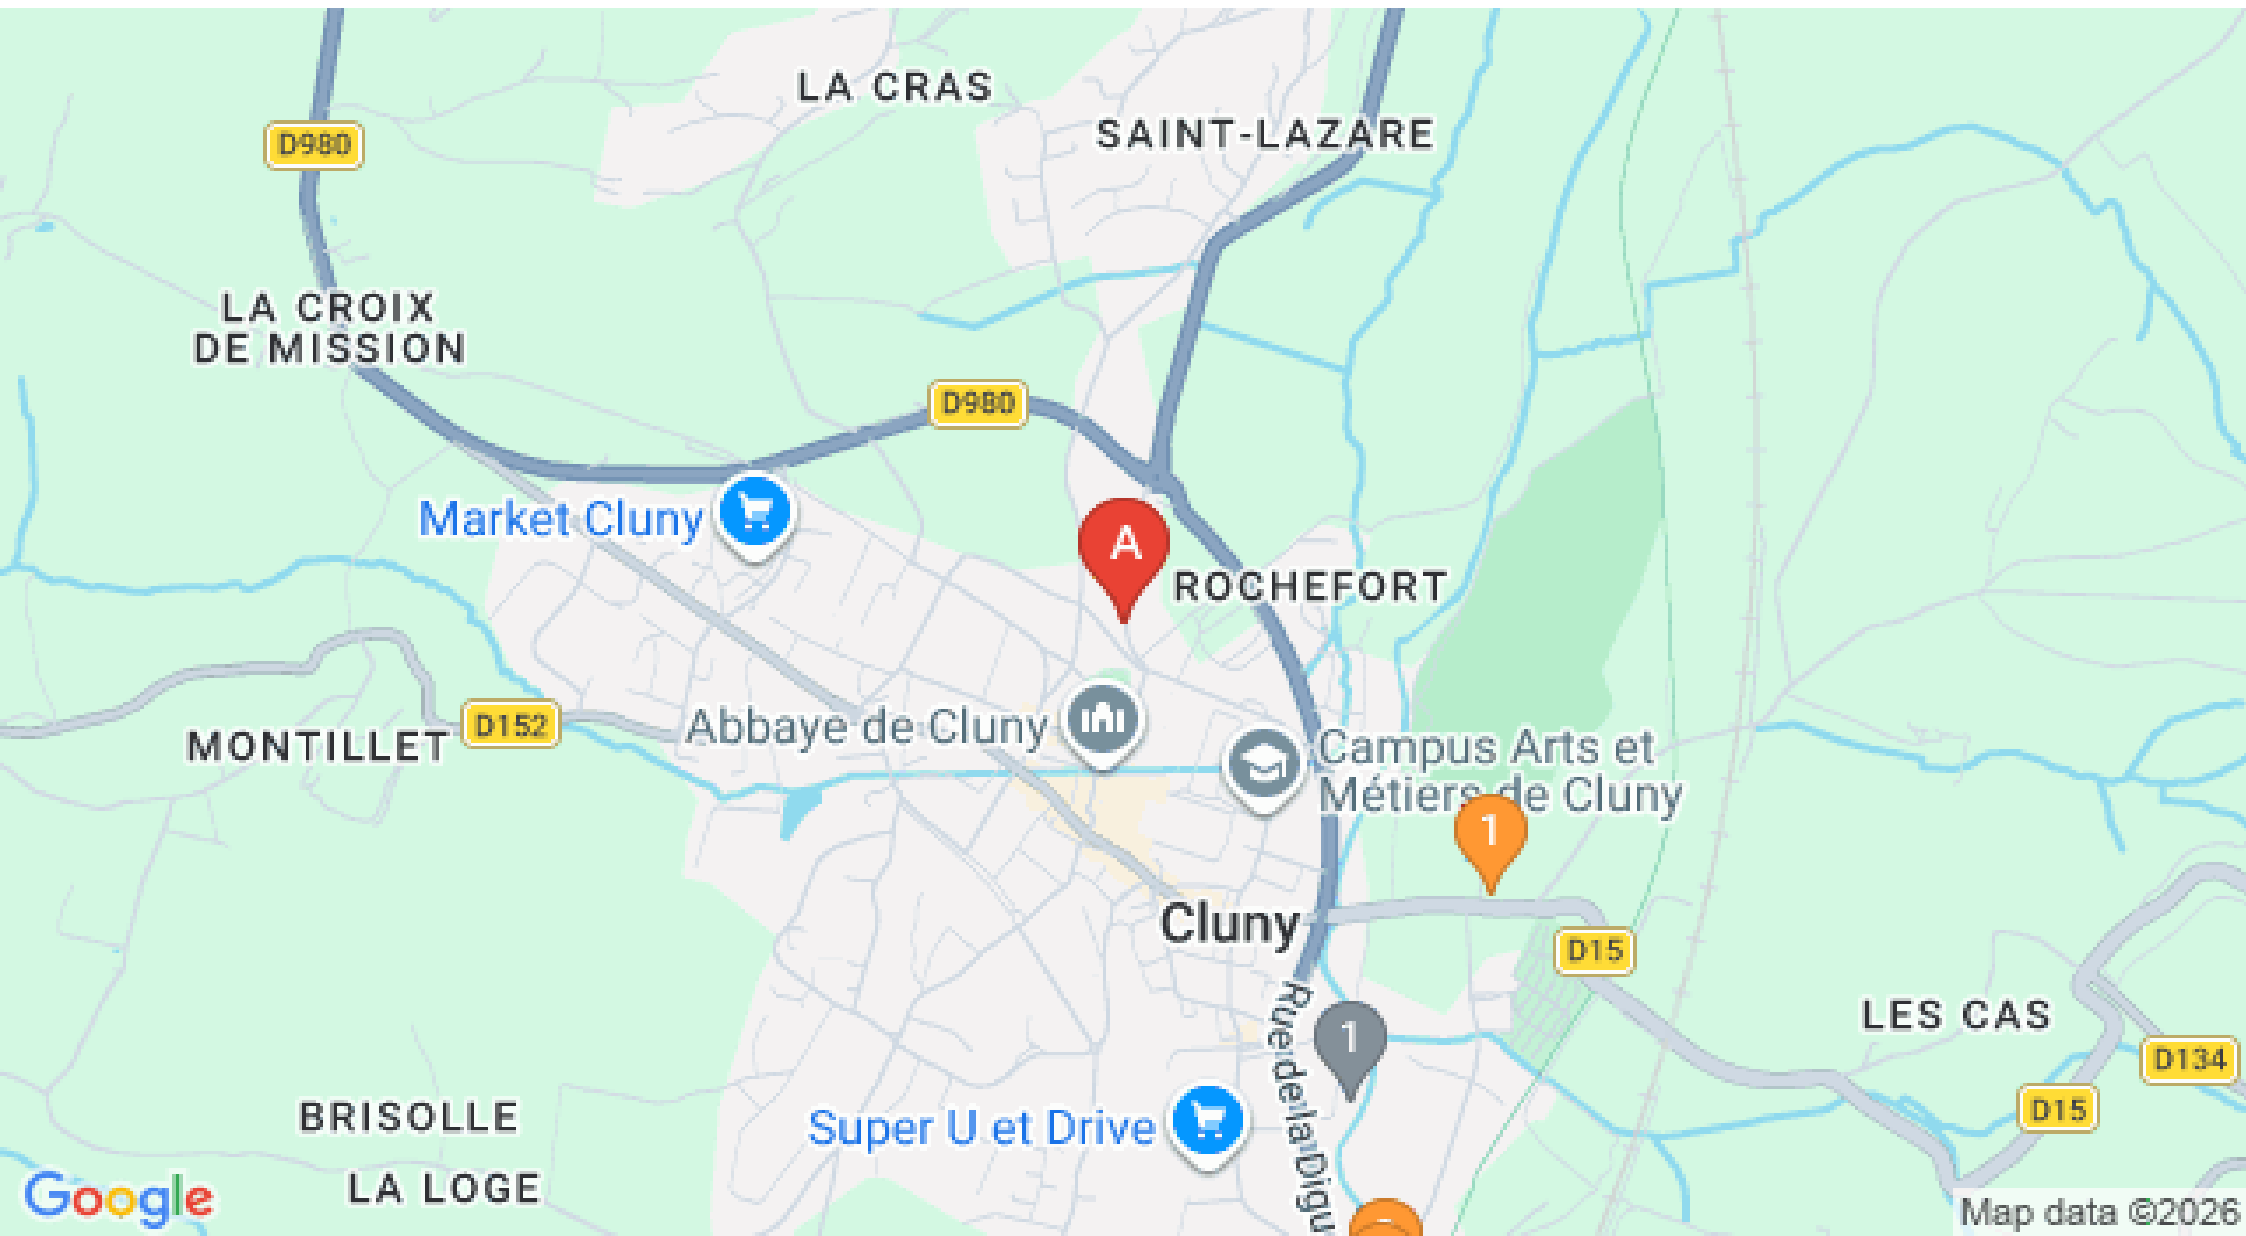 LA CRAS
SAINT-LAZARE
D980
LA CROIX
DE MISSION
D980
Market Cluny
A
ROCHEFORT
Abbaye de Cluny
D152
MONTILLET
Campus Arts et
Métiers de Cluny
1
Cluny
D15
Rue de la Digu
1
LES CAS
D134
D15
BRISOLLE
Super U et Drive
LA LOGE
Google
Map data ©2026